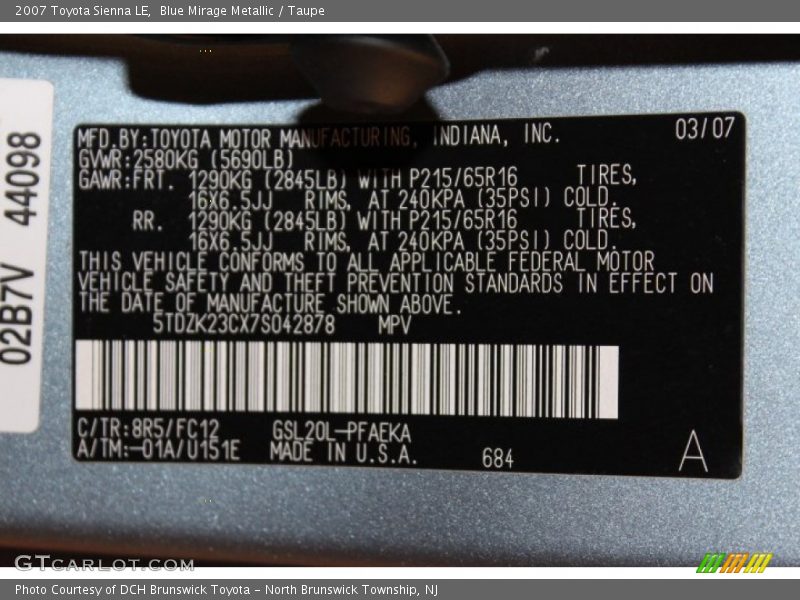 2007 Toyota Sienna LE, Blue Mirage Metallic / Taupe
02B7V 44098
MFD.BY:TOYOTA MOTOR MANUFACTURING, INDIANA, INC. 03/07
GVWR:2580KG (5690LB)
GAWR:FRT. 1290KG (2845LB) WITH P215/65R16 TIRES,
16X6.5JJ RIMS, AT 240KPA (35PSI) COLD.
RR. 1290KG (2845LB) WITH P215/65R16 TIRES,
16X6.5JJ RIMS, AT 240KPA (35PSI) COLD.
THIS VEHICLE CONFORMS TO ALL APPLICABLE FEDERAL MOTOR
VEHICLE SAFETY AND THEFT PREVENTION STANDARDS IN EFFECT ON
THE DATE OF MANUFACTURE SHOWN ABOVE.
5TDZK23CX7S042878 MPV
C/TR:8R5/FC12 GSL20L-PFAEKA
A/TM:-01A/U151E MADE IN U.S.A. 684 A
GTCARLOT.COM
Photo Courtesy of DCH Brunswick Toyota - North Brunswick Township, NJ